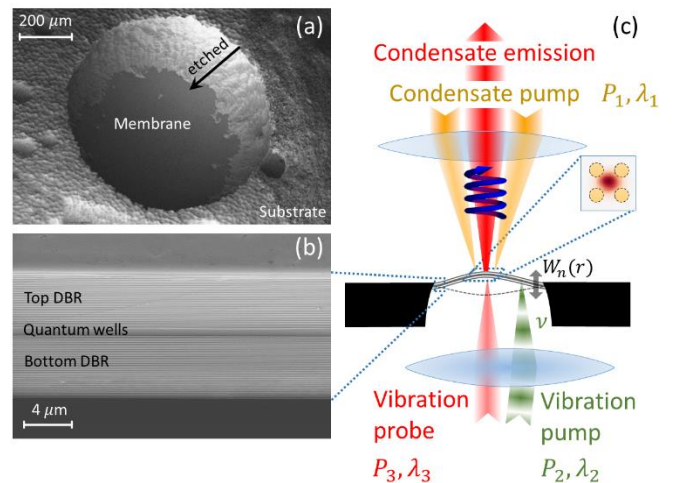 200 μm
(a)
etched
Membrane
Substrate
(b)
Top DBR
Quantum wells
Bottom DBR
4 μm
(c)
Condensate emission
Condensate pump P₁, λ₁
Wₙ(r)
ν
Vibration
probe
P₃, λ₃
Vibration
pump
P₂, λ₂